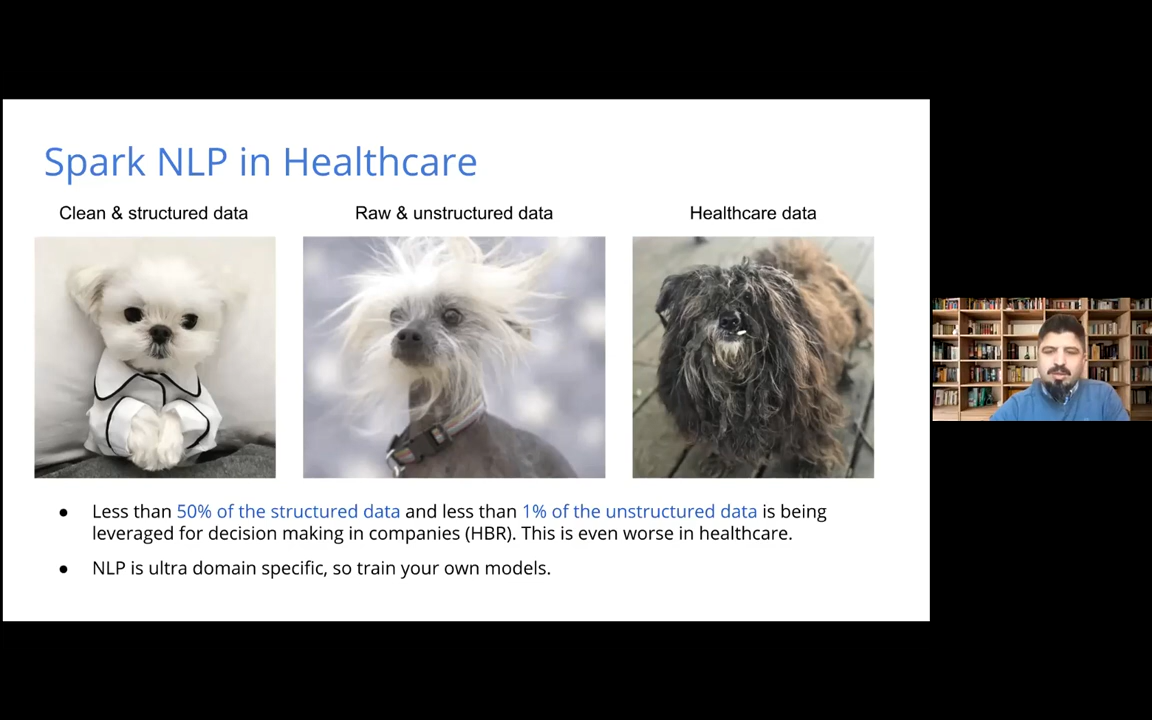 Spark NLP in Healthcare
Clean & structured data
Raw & unstructured data
Healthcare data
● Less than 50% of the structured data and less than 1% of the unstructured data is being
leveraged for decision making in companies (HBR). This is even worse in healthcare.
● NLP is ultra domain specific, so train your own models.